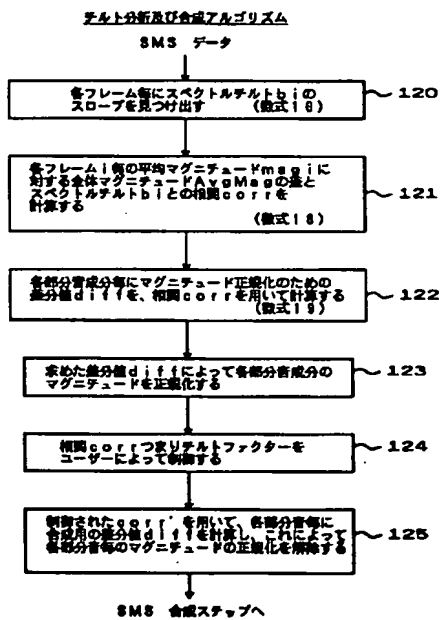 チルト分析及び合成アルゴリズム
SMS データ
各フレーム毎にスペクトルチルトbiの
スロープを見つけ出す (数式16)
120
各フレームi毎の平均マグニチュードmagiに
対する全体マグニチュードAvgMagの差と
スペクトルチルトbiとの相関corrを
計算する
(数式18)
121
各部分音成分毎にマグニチュード正規化のための
差分値diffを、相関corrを用いて計算する
(数式19)
122
求めた差分値diffによって各部分音成分の
マグニチュードを正規化する
123
相関corrつまりチルトファクターを
ユーザーによって制御する
124
制御されたcorr'を用いて、各部分音毎に
合成用の差分値diffを計算し、これによって
各部分音毎のマグニチュードの正規化を解除する
125
SMS 合成ステップへ